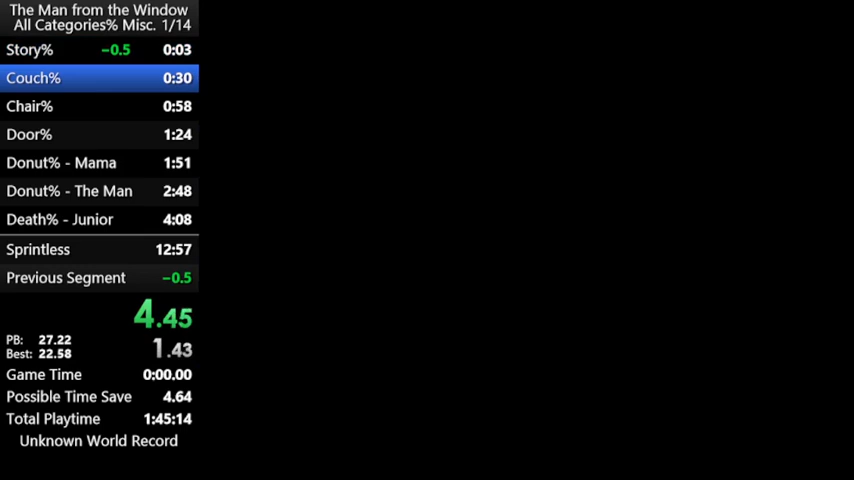 The Man from the Window
All Categories% Misc. 1/14
Story% −0.5 0:03
Couch% 0:30
Chair% 0:58
Door% 1:24
Donut% - Mama 1:51
Donut% - The Man 2:48
Death% - Junior 4:08
Sprintless 12:57
Previous Segment −0.5
4.45
PB: 27.22
Best: 22.58 1.43
Game Time 0:00.00
Possible Time Save 4.64
Total Playtime 1:45:14
Unknown World Record